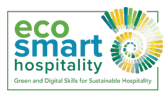 eco
smart
hospitality
Green and Digital Skills for Sustainable Hospitality